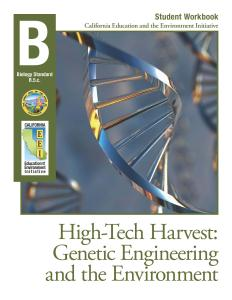 Student Workbook
California Education and the Environment Initiative
B
Biology Standard
B.5.c.
CALIFORNIA
EEI
Education and the
Environment
Initiative
High-Tech Harvest:
Genetic Engineering
and the Environment